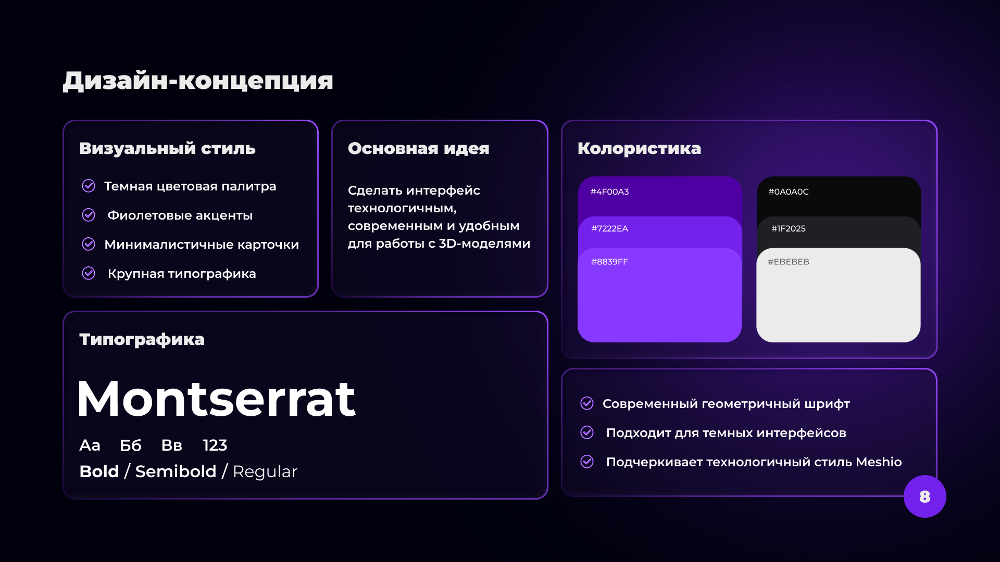 Дизайн-концепция
Визуальный стиль
Темная цветовая палитра
Фиолетовые акценты
Минималистичные карточки
Крупная типографика
Основная идея
Сделать интерфейс
технологичным,
современным и удобным
для работы с 3D-моделями
Колористика
#4F00A3
#7222EA
#8839FF
#0A0A0C
#1F2025
#EBEBEB
Типографика
Montserrat
Аа Бб Вв 123
Bold / Semibold / Regular
Современный геометричный шрифт
Подходит для темных интерфейсов
Подчеркивает технологичный стиль Meshio
8